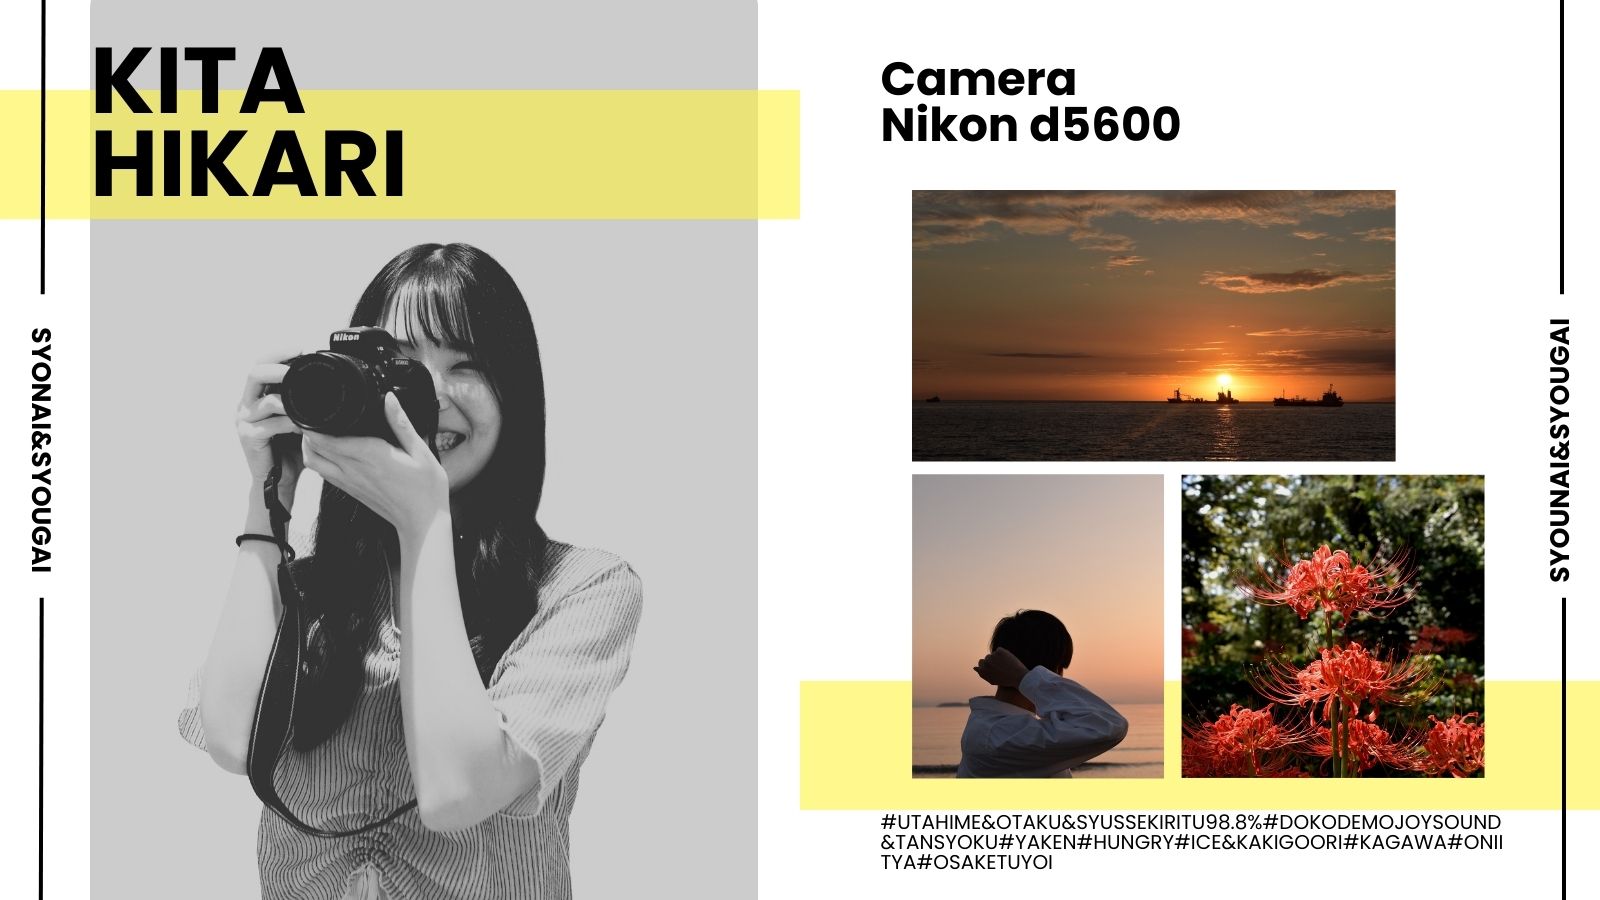 KITA
HIKARI
SYONAI&SYOUGAI
Nikon
Camera
Nikon d5600
SYOUNAI&SYOUGAI
#UTAHIME&OTAKU&SYUSSEKIRITU98.8%#DOKODEMOJOYSOUND
&TANSYOKU#YAKEN#HUNGRY#ICE&KAKIGOORI#KAGAWA#ONII
TYA#OSAKETUYOI